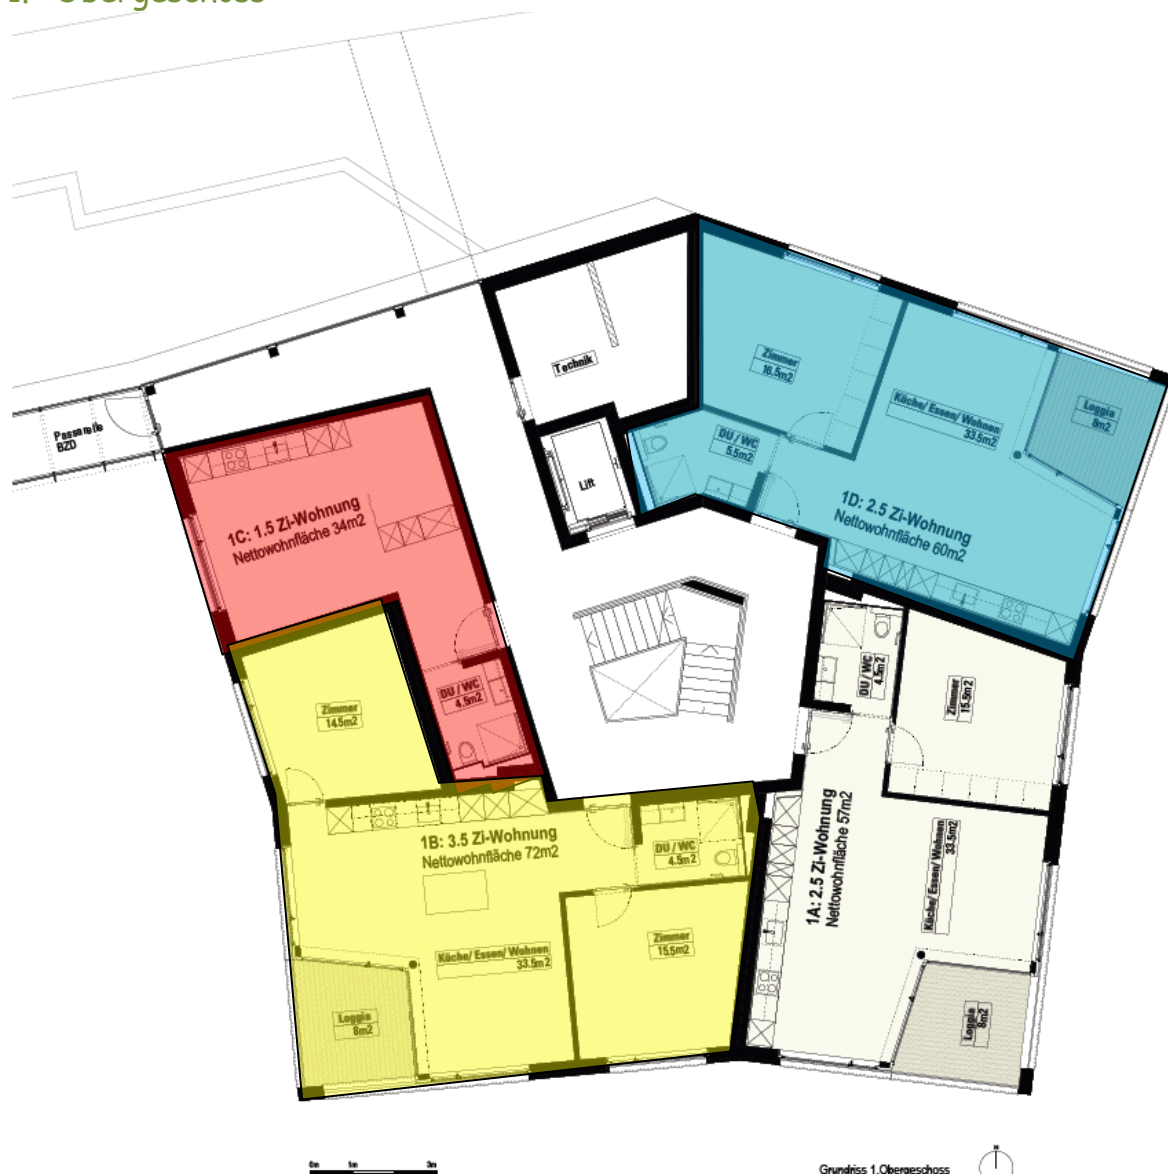 1. Obergeschoss
Technik
Passarelle
BZD
Lift
Zimmer
16.5m2
Küche/ Essen/ Wohnen
33.5m2
Loggia
8m2
DU / WC
5.5m2
1D: 2.5 Zi-Wohnung
Nettowohnfläche 60m2
1C: 1.5 Zi-Wohnung
Nettowohnfläche 34m2
DU / WC
4.5m2
Zimmer
14.5m2
1B: 3.5 Zi-Wohnung
Nettowohnfläche 72m2
DU / WC
4.5m2
Küche/ Essen/ Wohnen
33.5m2
Zimmer
15.5m2
Loggia
8m2
DU / WC
4.5m2
Zimmer
15.5m2
1A: 2.5 Zi-Wohnung
Nettowohnfläche 57m2
Küche/ Essen/ Wohnen
33.5m2
Loggia
8m2
0m 1m 3m
Grundriss 1.Obergeschoss
N